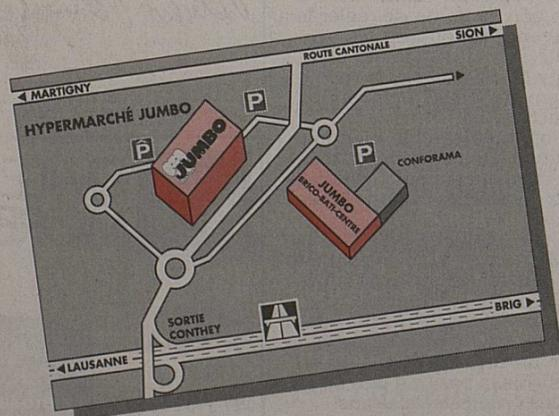 SION
ROUTE CANTONALE
MARTIGNY
HYPERMARCHÉ JUMBO
P
JUMBO
P
P
CONFORAMA
JUMBO
BRICO-BATI-CENTRE
SORTIE
CONTHEY
BRIG
LAUSANNE